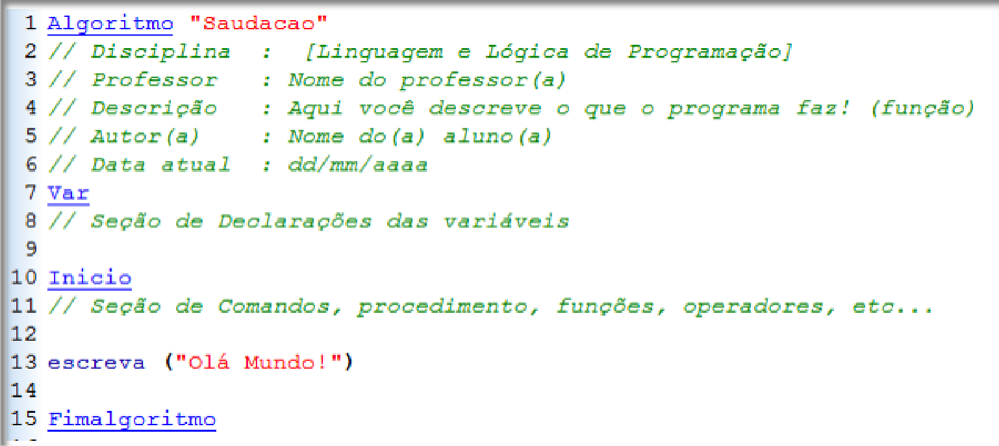 1 Algoritmo "Saudacao"
2 // Disciplina  :  [Linguagem e Lógica de Programação]
3 // Professor   : Nome do professor(a)
4 // Descrição   : Aqui você descreve o que o programa faz! (função)
5 // Autor(a)    : Nome do(a) aluno(a)
6 // Data atual  : dd/mm/aaaa
7 Var
8 // Seção de Declarações das variáveis
9
10 Inicio
11 // Seção de Comandos, procedimento, funções, operadores, etc...
12
13 escreva ("Olá Mundo!")
14
15 Fimalgoritmo